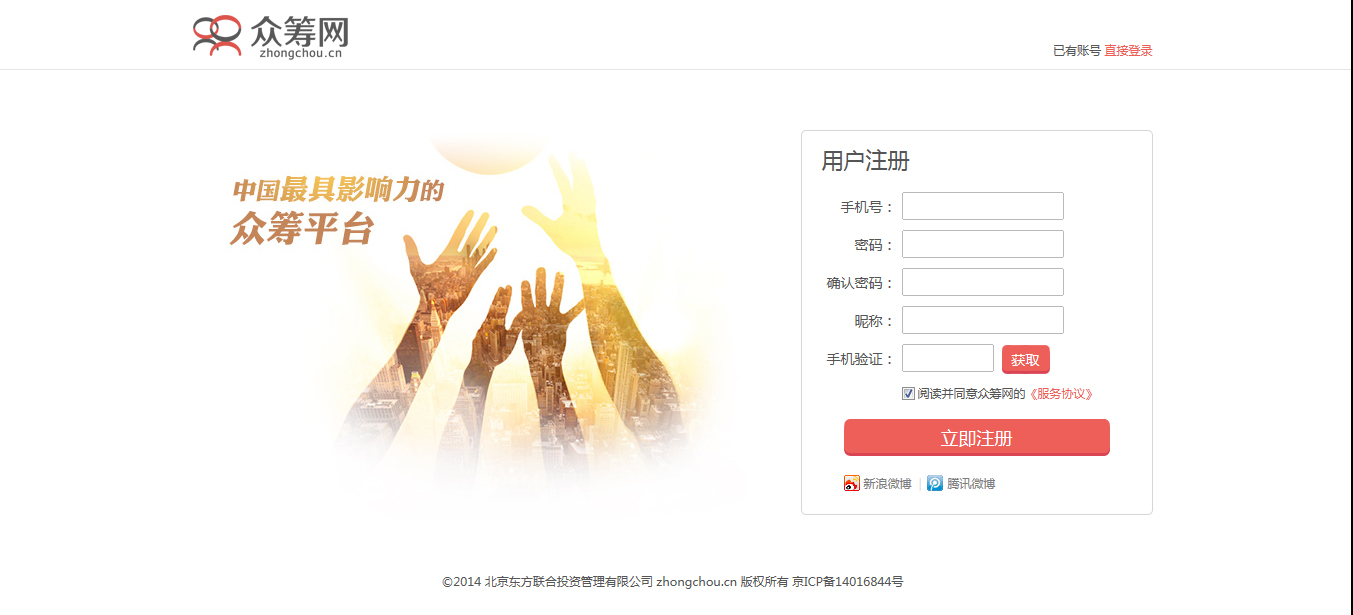 众筹网
zhongchou.cn
已有账号 直接登录
中国最具影响力的
众筹平台
用户注册
手机号：
密码：
确认密码：
昵称：
手机验证：
获取
阅读并同意众筹网的《服务协议》
立即注册
新浪微博 | 腾讯微博
©2014 北京东方联合投资管理有限公司 zhongchou.cn 版权所有 京ICP备14016844号